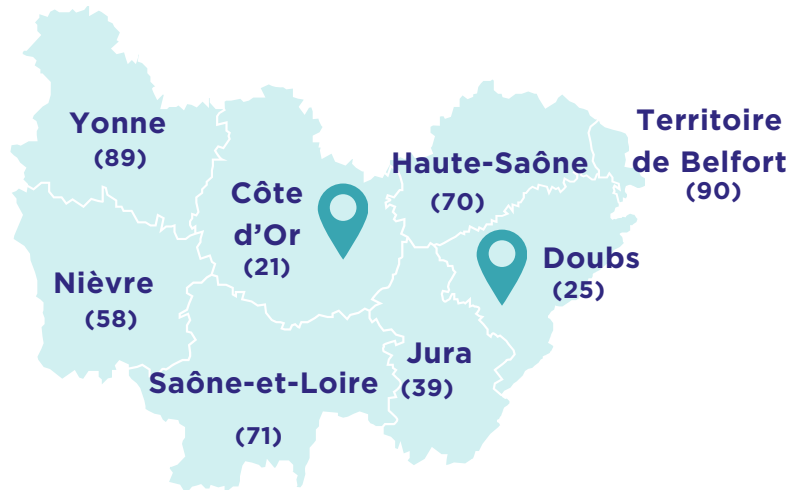 Yonne
(89)
Territoire
de Belfort
(90)
Haute-Saône
(70)
Côte
d'Or
(21)
Doubs
(25)
Nièvre
(58)
Jura
(39)
Saône-et-Loire
(71)